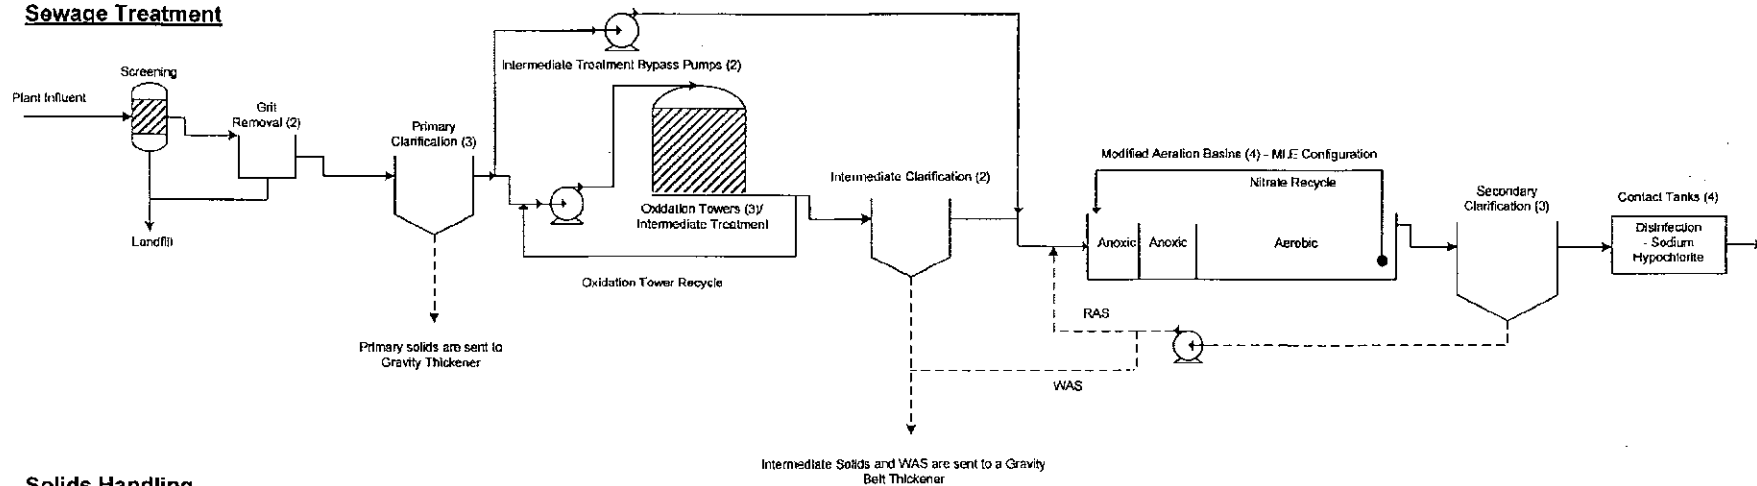 Sewage Treatment
Screening
Plant Influent
Grit
Removal (2)
Landfill
Primary
Clarification (3)
Primary solids are sent to
Gravity Thickener
Intermediate Treatment Bypass Pumps (2)
Oxidation Towers (3)/
Intermediate Treatment
Oxidation Tower Recycle
Intermediate Clarification (2)
Intermediate Solids and WAS are sent to a Gravity
Belt Thickener
Modified Aeration Basins (4) - MLE Configuration
Nitrate Recycle
Anoxic
Anoxic
Aerobic
RAS
WAS
Secondary
Clarification (3)
Contact Tanks (4)
Disinfection
- Sodium
Hypochlorite
Solids Handling